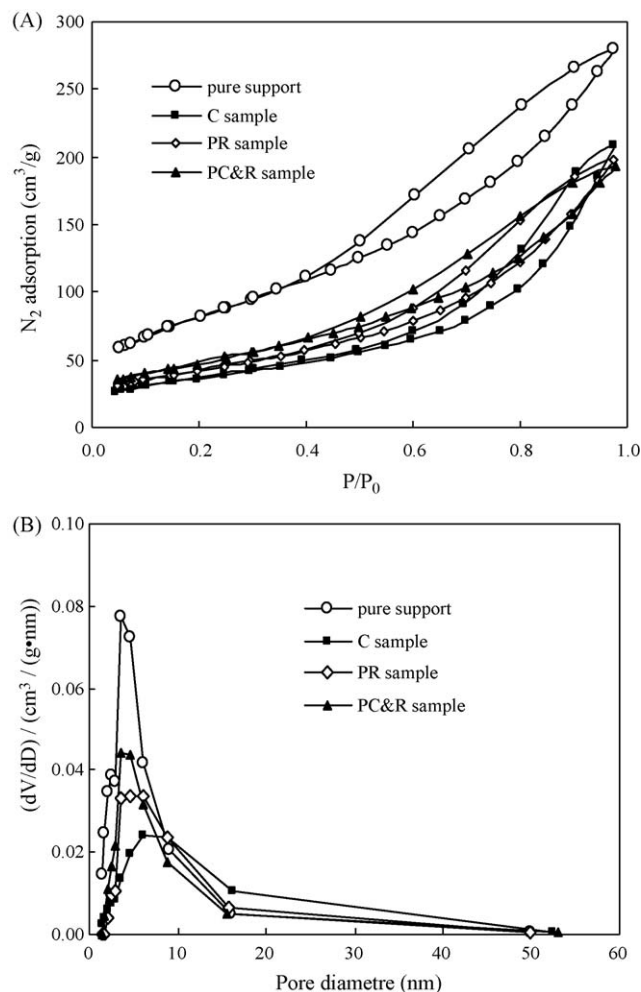 (A)
300
250
200
150
100
50
0
N₂ adsorption (cm³/g)
pure support
C sample
PR sample
PC&R sample
0.0 0.2 0.4 0.6 0.8 1.0
P/P₀
(B)
0.10
0.08
0.06
0.04
0.02
0.00
(dV/dD) / (cm³ / (g•nm))
pure support
C sample
PR sample
PC&R sample
0 10 20 30 40 50 60
Pore diametre (nm)